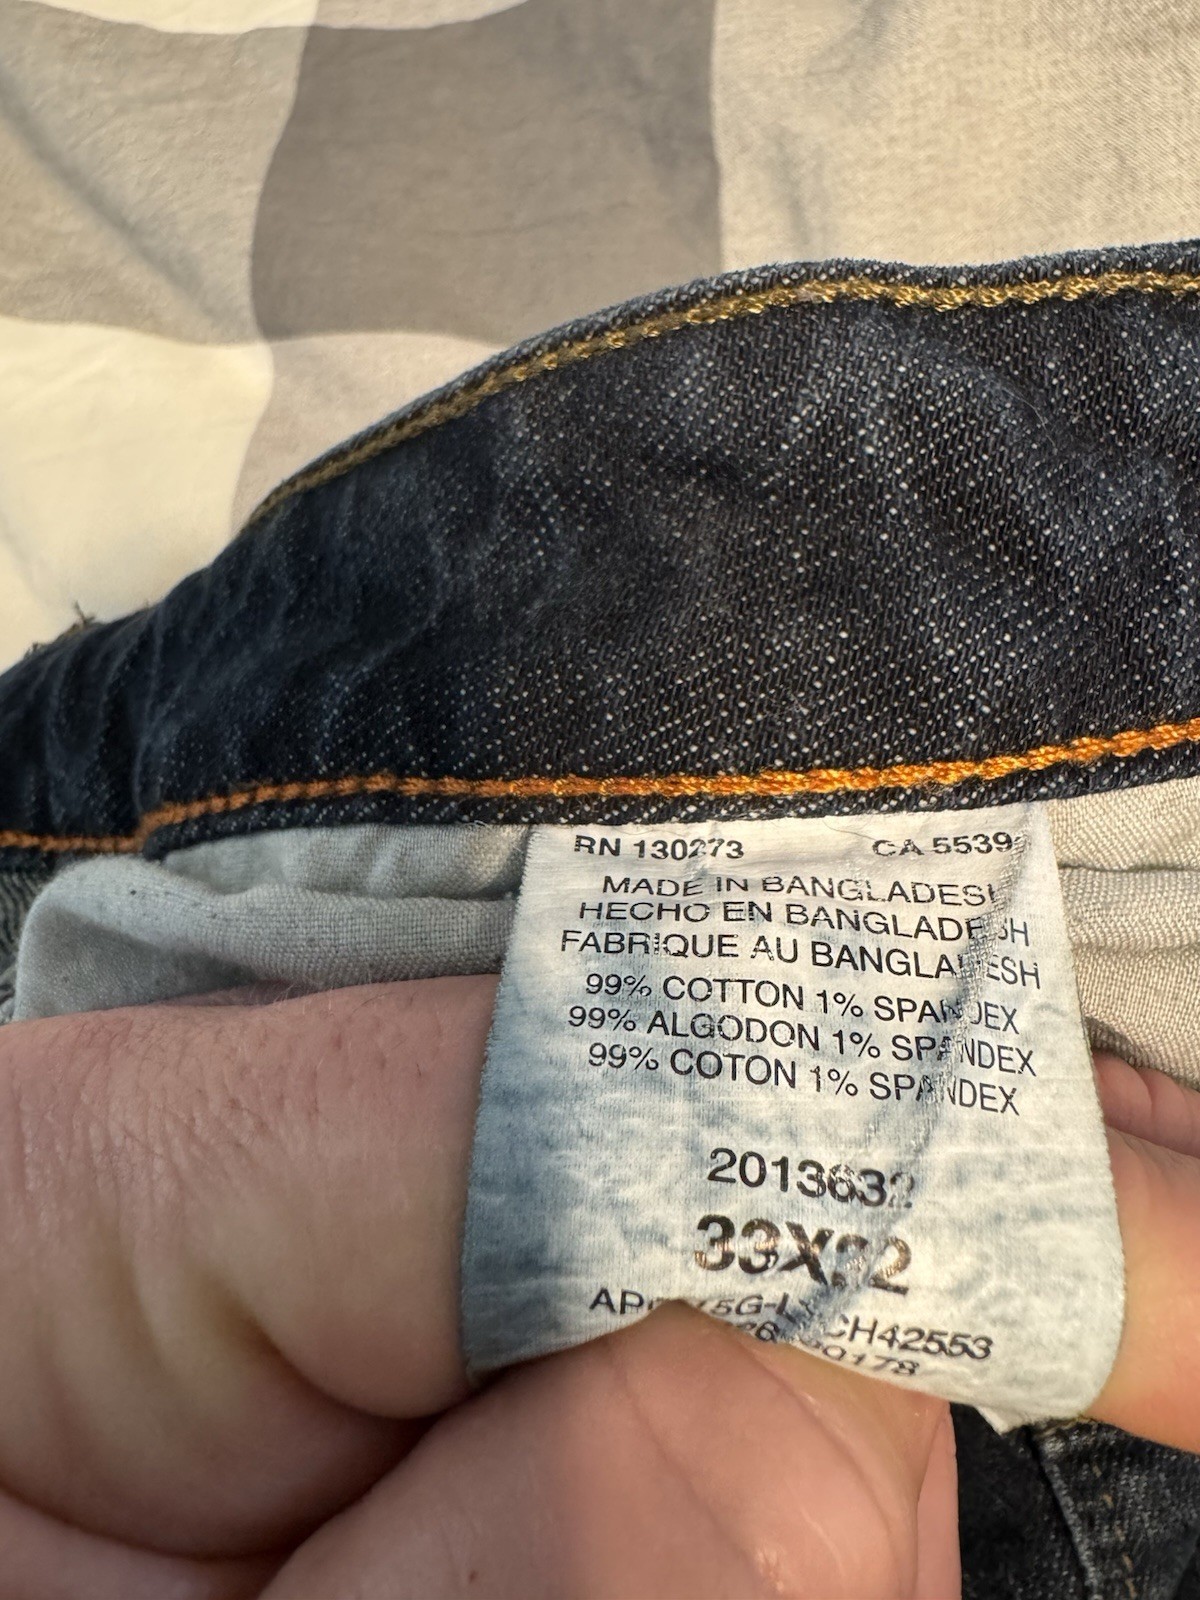 RN 130273 CA 5539
MADE IN BANGLADESH
HECHO EN BANGLADESH
FABRIQUE AU BANGLADESH
99% COTTON 1% SPANDEX
99% ALGODON 1% SPANDEX
99% COTON 1% SPANDEX
2013632
33X32
CH42553